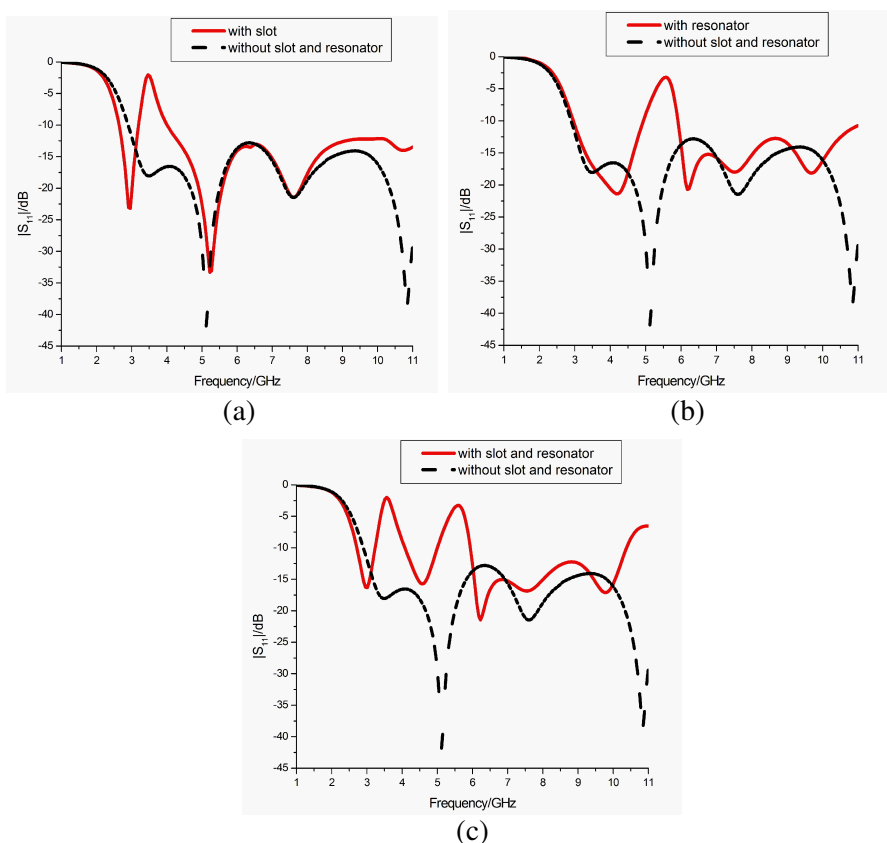 with slot
without slot and resonator
0
-5
-10
-15
-20
-25
-30
-35
-40
-45
|S₁₁|/dB
1 2 3 4 5 6 7 8 9 10 11
Frequency/GHz
(a)
with resonator
without slot and resonator
0
-5
-10
-15
-20
-25
-30
-35
-40
-45
|S₁₁|/dB
1 2 3 4 5 6 7 8 9 10 11
Frequency/GHz
(b)
with slot and resonator
without slot and resonator
0
-5
-10
-15
-20
-25
-30
-35
-40
-45
|S₁₁|/dB
1 2 3 4 5 6 7 8 9 10 11
Frequency/GHz
(c)